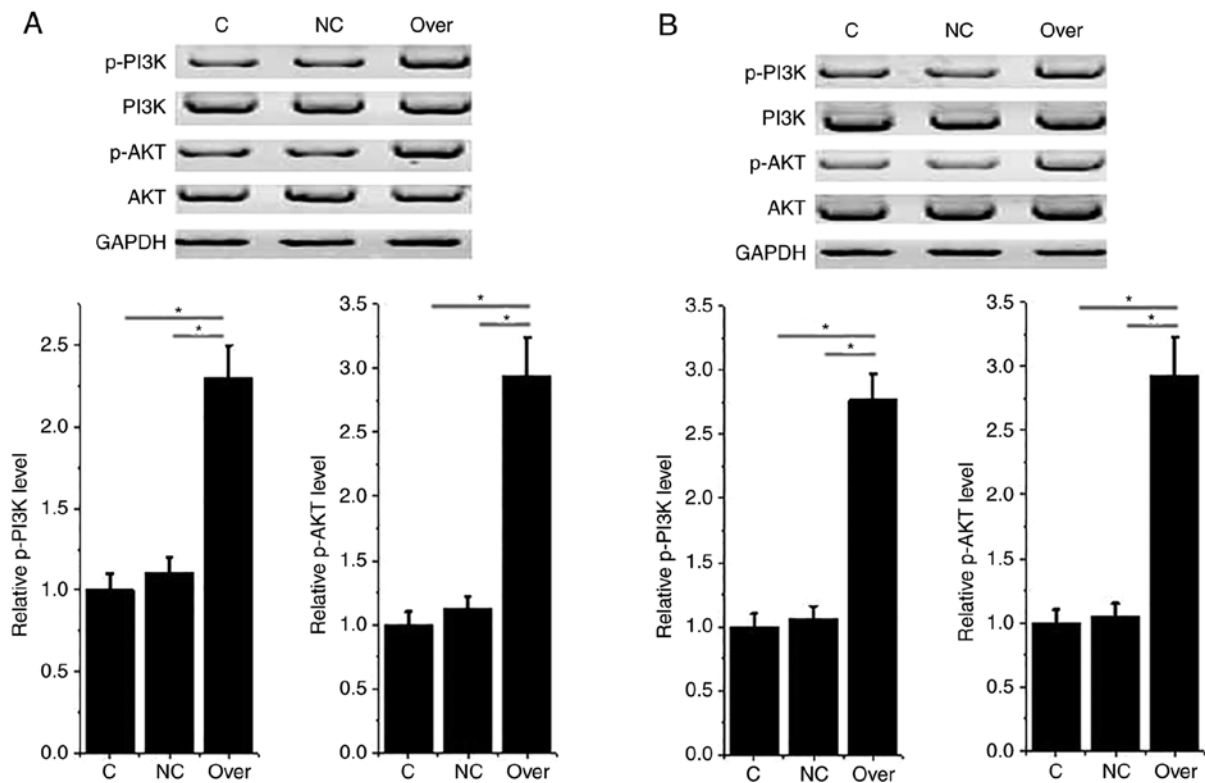 A
C NC Over
p-PI3K
PI3K
p-AKT
AKT
GAPDH
Relative p-PI3K level
2.5
2.0
1.5
1.0
0.5
0.0
*
*
C NC Over
Relative p-AKT level
3.5
3.0
2.5
2.0
1.5
1.0
0.5
0.0
*
*
C NC Over
B
C NC Over
p-PI3K
PI3K
p-AKT
AKT
GAPDH
Relative p-PI3K level
3.5
3.0
2.5
2.0
1.5
1.0
0.5
0.0
*
*
C NC Over
Relative p-AKT level
3.5
3.0
2.5
2.0
1.5
1.0
0.5
0.0
*
*
C NC Over